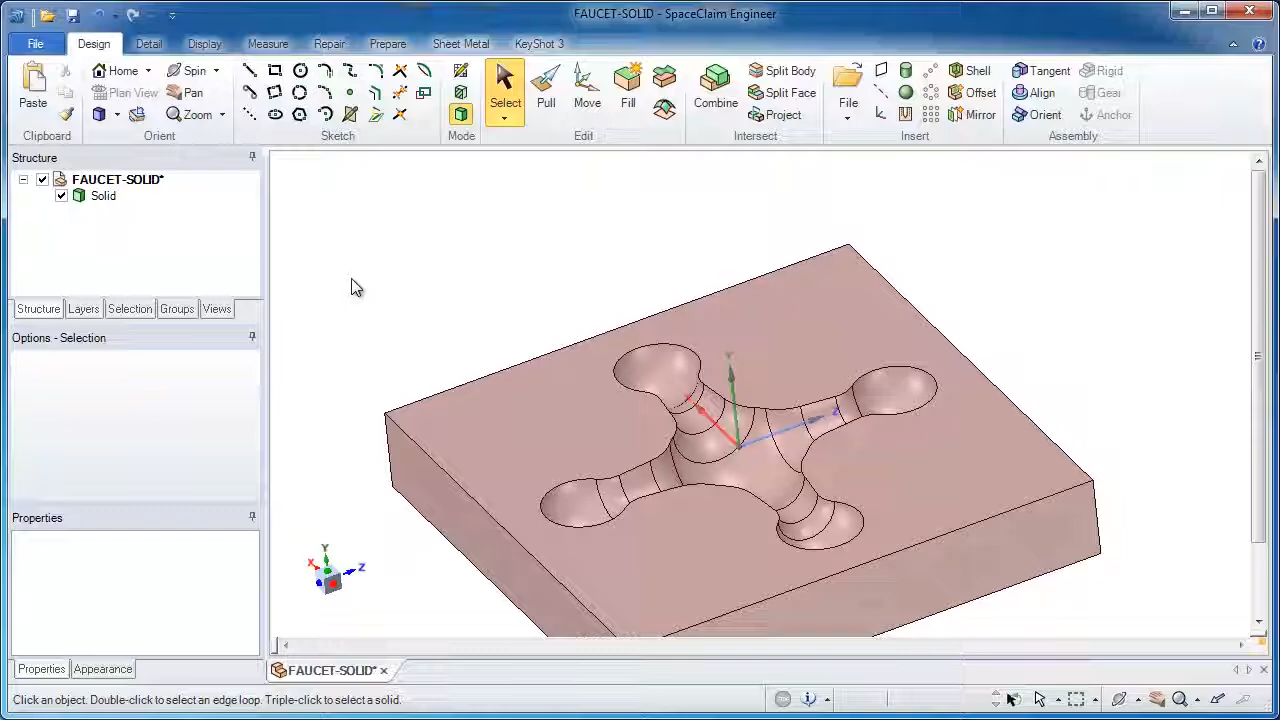 FAUCET-SOLID - SpaceClaim Engineer
File Design Detail Display Measure Repair Prepare Sheet Metal KeyShot 3
Paste
Clipboard
Home Spin
Plan View Pan
Zoom
Orient
Sketch
Mode
Select Pull Move Fill
Edit
Combine Split Body
Split Face
Project
Intersect
File Shell
Offset
Mirror
Insert
Tangent Rigid
Align Gear
Orient Anchor
Assembly
Structure
FAUCET-SOLID*
Solid
Structure Layers Selection Groups Views
Options - Selection
Properties
Properties Appearance
Y
Z
X
Y
X
Z
FAUCET-SOLID*
Click an object. Double-click to select an edge loop. Triple-click to select a solid.